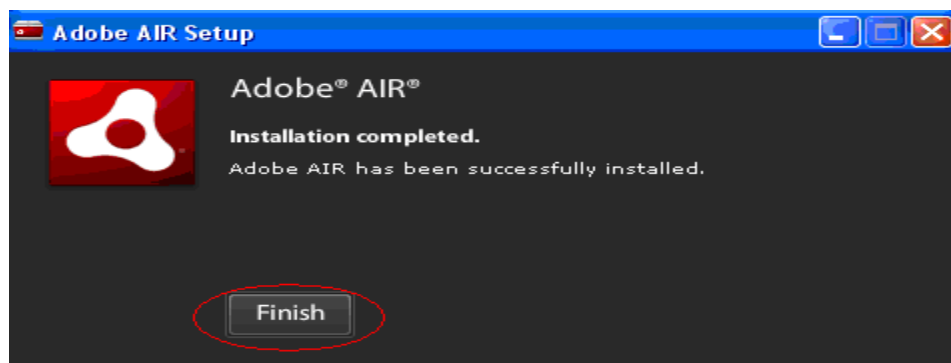 Adobe AIR Setup
Adobe® AIR®
Installation completed.
Adobe AIR has been successfully installed.
Finish